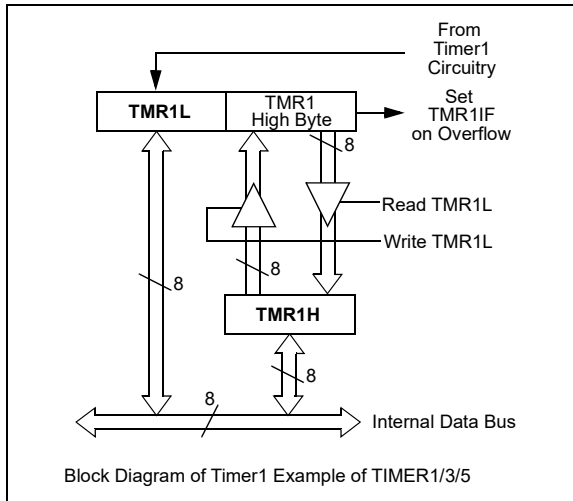 From
Timer1
Circuitry
TMR1L
TMR1
High Byte
Set
TMR1IF
on Overflow
8
Read TMR1L
Write TMR1L
8
8
TMR1H
8
8
Internal Data Bus
Block Diagram of Timer1 Example of TIMER1/3/5